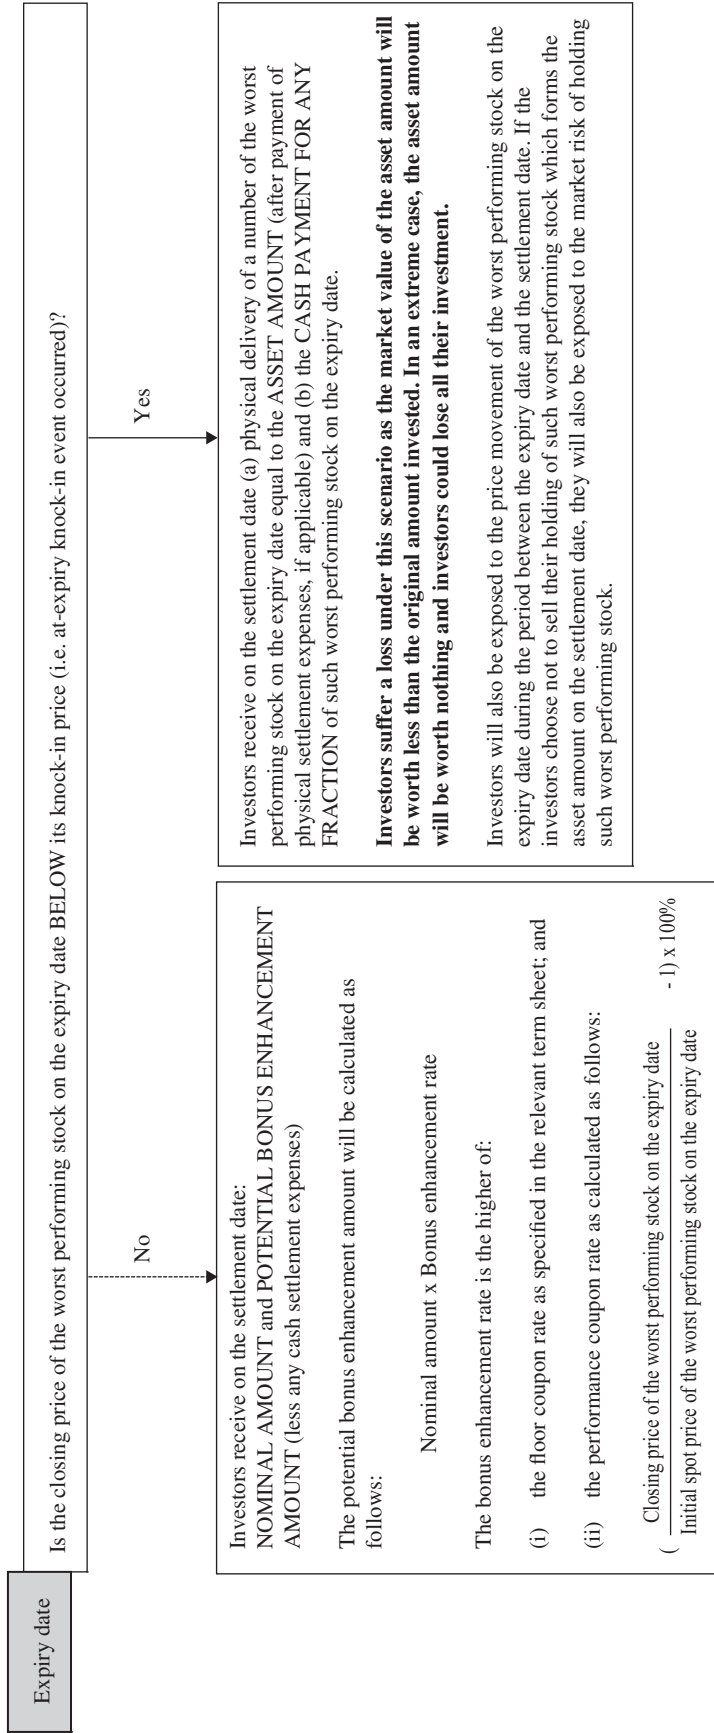 Expiry date
Is the closing price of the worst performing stock on the expiry date BELOW its knock-in price (i.e. at-expiry knock-in event occurred)?
No
Yes
Investors receive on the settlement date:
NOMINAL AMOUNT and POTENTIAL BONUS ENHANCEMENT
AMOUNT (less any cash settlement expenses)
The potential bonus enhancement amount will be calculated as
follows:
Nominal amount x Bonus enhancement rate
The bonus enhancement rate is the higher of:
(i) the floor coupon rate as specified in the relevant term sheet; and
(ii) the performance coupon rate as calculated as follows:
Closing price of the worst performing stock on the expiry date
( - 1) x 100%
Initial spot price of the worst performing stock on the expiry date
Investors receive on the settlement date (a) physical delivery of a number of the worst
performing stock on the expiry date equal to the ASSET AMOUNT (after payment of
physical settlement expenses, if applicable) and (b) the CASH PAYMENT FOR ANY
FRACTION of such worst performing stock on the expiry date.
Investors suffer a loss under this scenario as the market value of the asset amount will
be worth less than the original amount invested. In an extreme case, the asset amount
will be worth nothing and investors could lose all their investment.
Investors will also be exposed to the price movement of the worst performing stock on the
expiry date during the period between the expiry date and the settlement date. If the
investors choose not to sell their holding of such worst performing stock which forms the
asset amount on the settlement date, they will also be exposed to the market risk of holding
such worst performing stock.